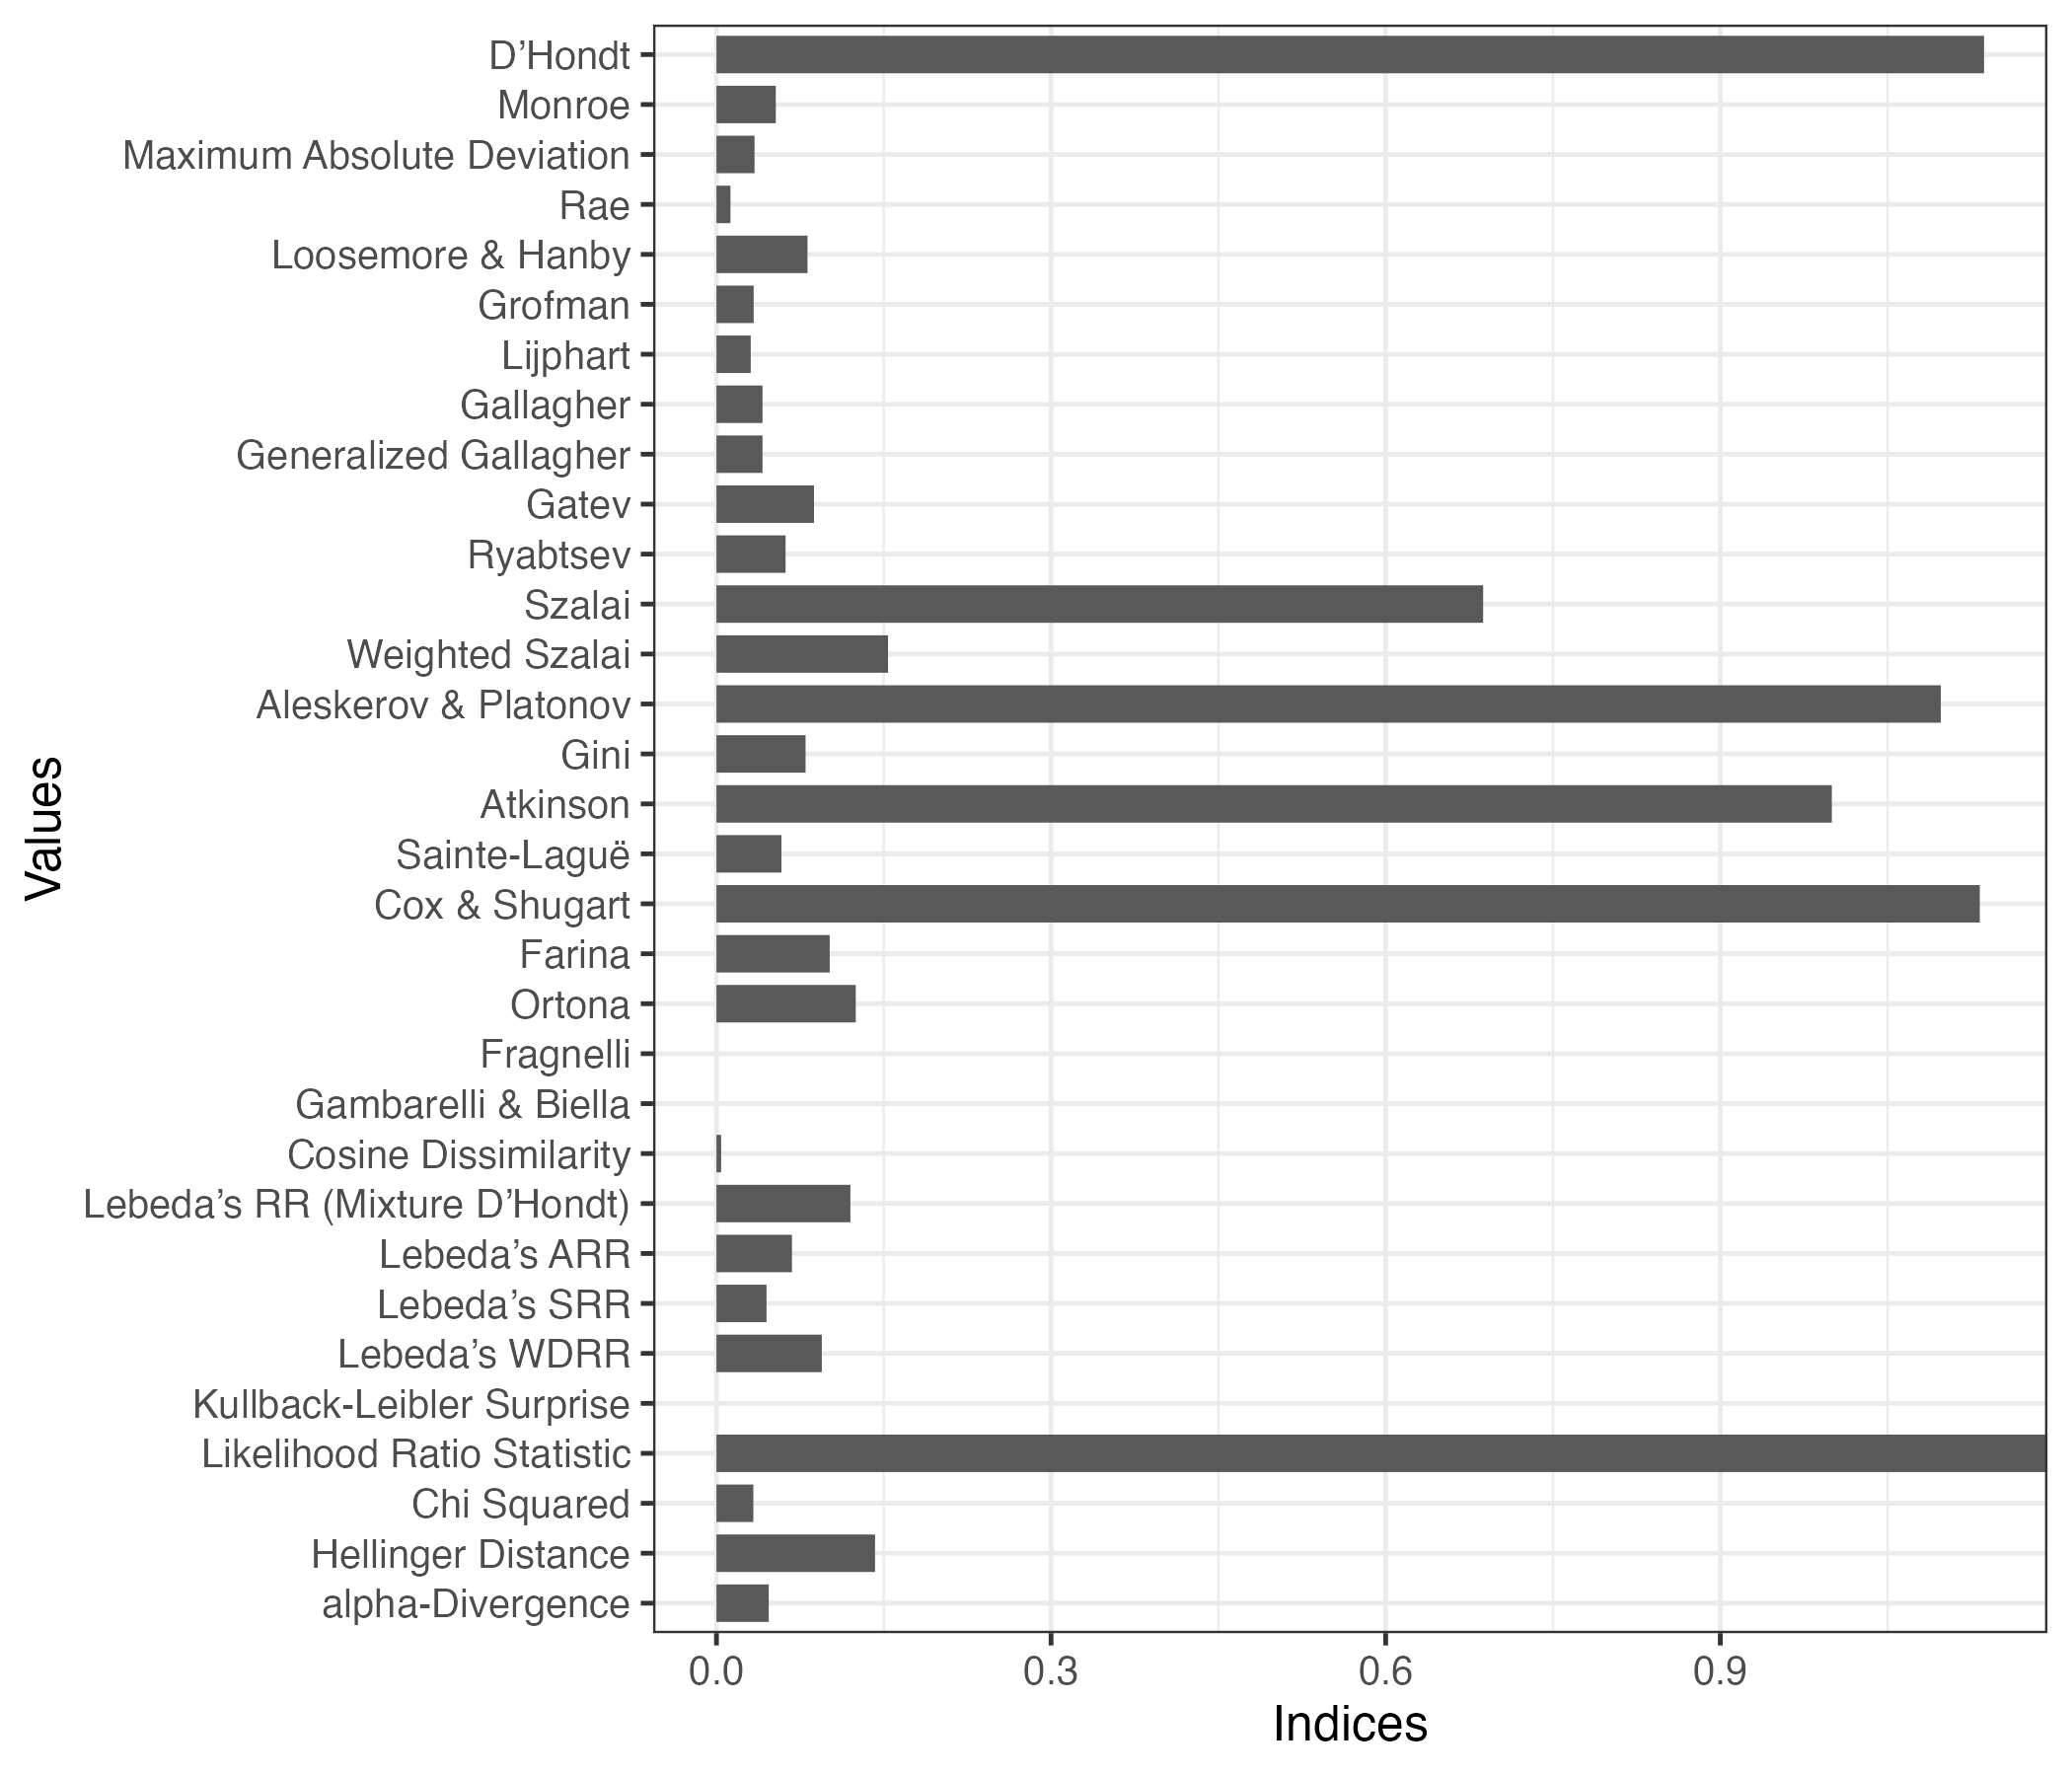 D’Hondt
Monroe
Maximum Absolute Deviation
Rae
Loosemore & Hanby
Grofman
Lijphart
Gallagher
Generalized Gallagher
Gatev
Ryabtsev
Szalai
Weighted Szalai
Aleskerov & Platonov
Gini
Atkinson
Sainte-Laguë
Cox & Shugart
Farina
Ortona
Fragnelli
Gambarelli & Biella
Cosine Dissimilarity
Lebeda’s RR (Mixture D’Hondt)
Lebeda’s ARR
Lebeda’s SRR
Lebeda’s WDRR
Kullback-Leibler Surprise
Likelihood Ratio Statistic
Chi Squared
Hellinger Distance
alpha-Divergence
Values
0.0 0.3 0.6 0.9
Indices